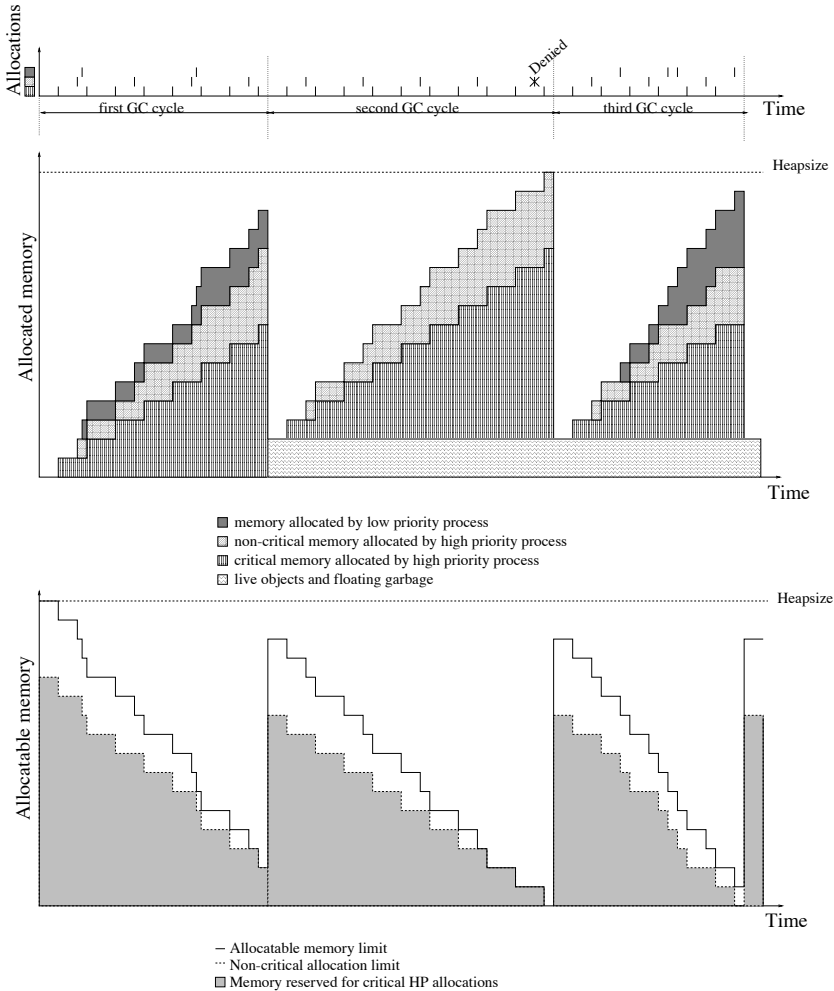 Allocations
Denied
first GC cycle
second GC cycle
third GC cycle
Time
Heapsize
Allocated memory
Time
memory allocated by low priority process
non-critical memory allocated by high priority process
critical memory allocated by high priority process
live objects and floating garbage
Heapsize
Allocatable memory
Time
Allocatable memory limit
Non-critical allocation limit
Memory reserved for critical HP allocations